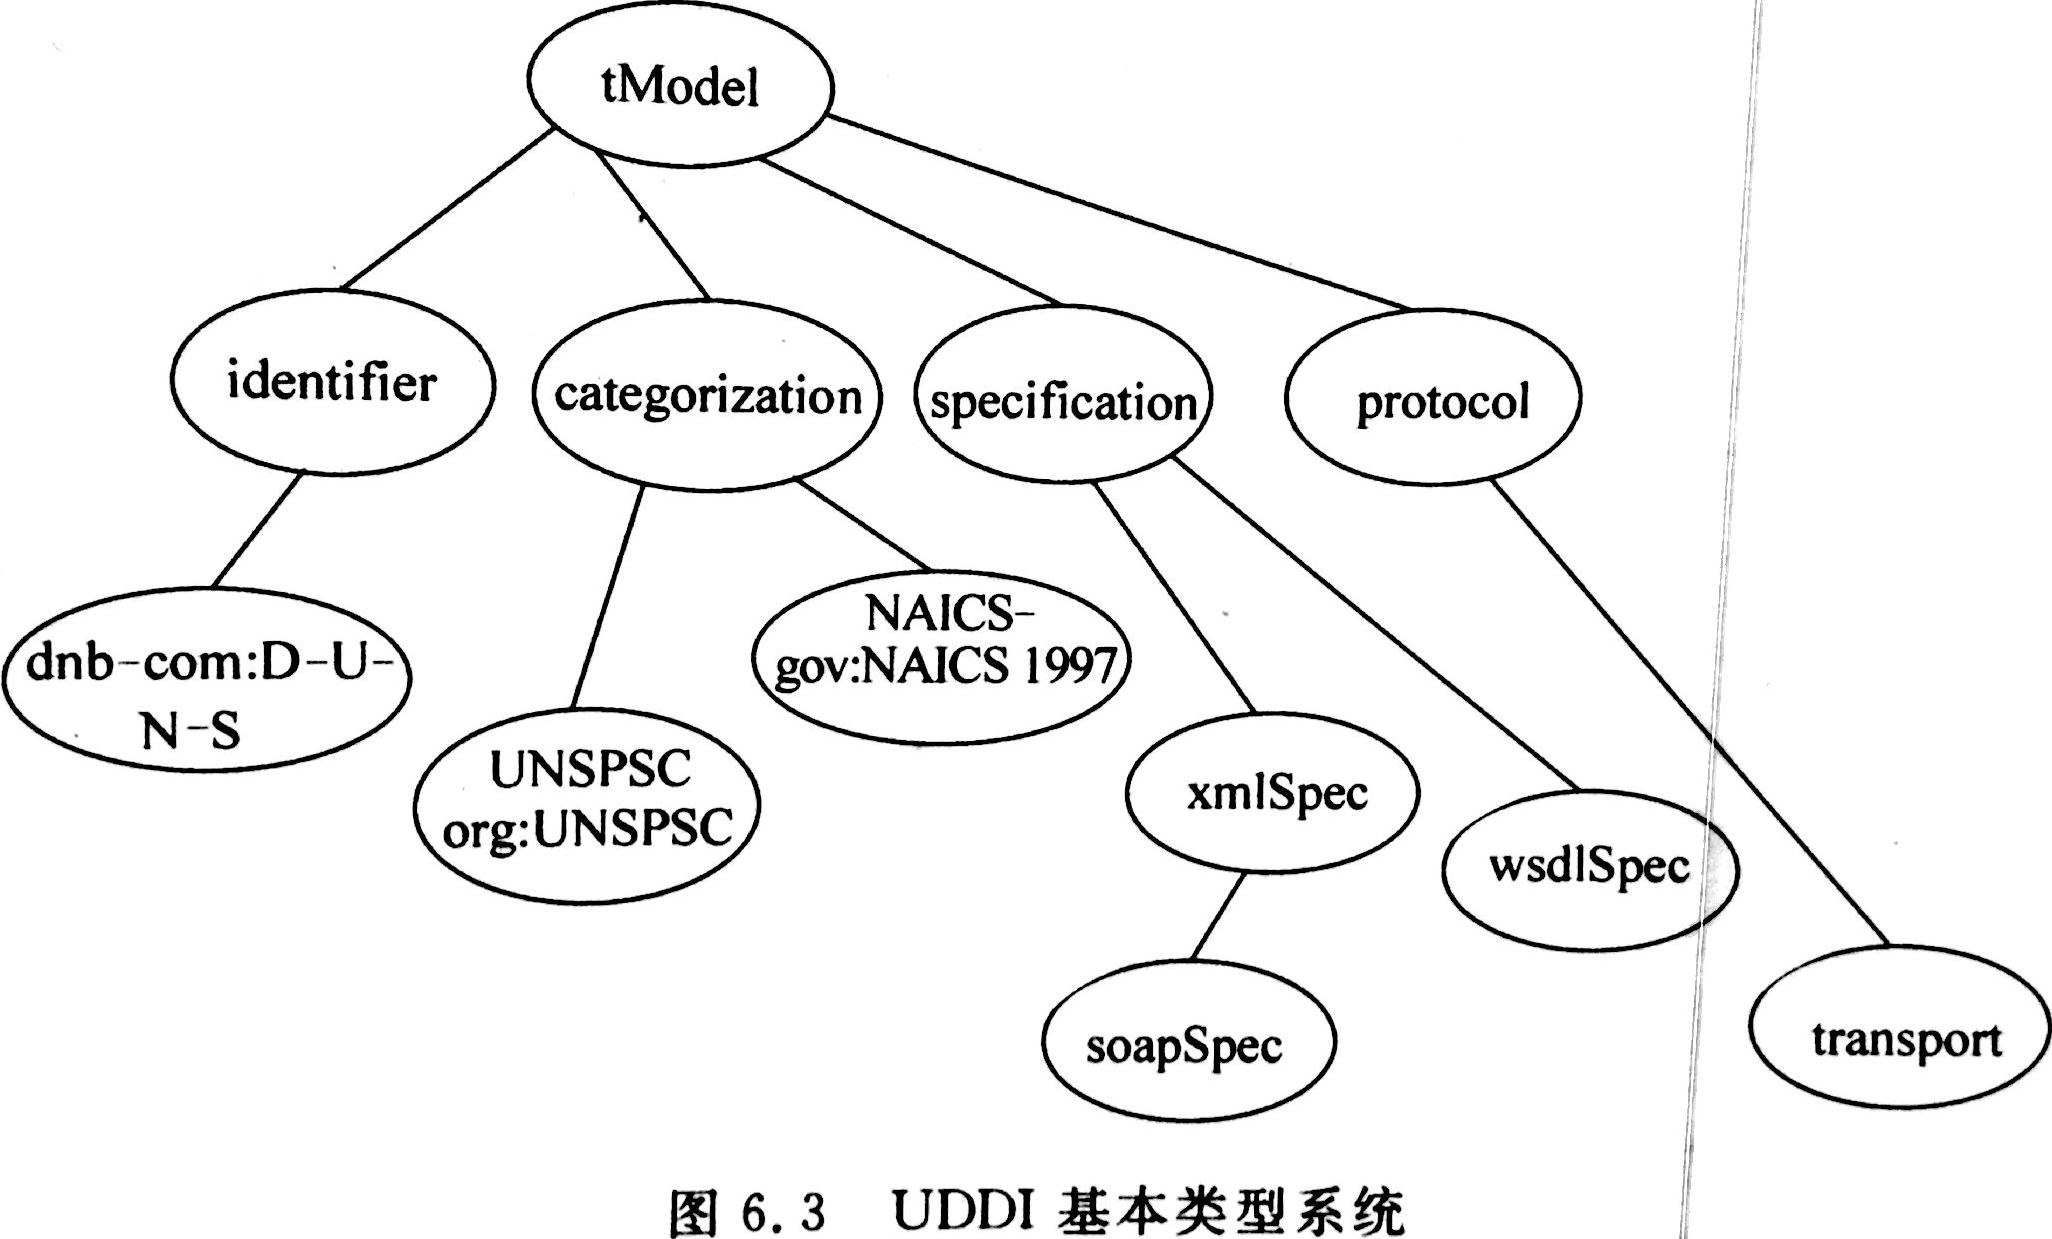 tModel
identifier
categorization
specification
protocol
dnb-com:D-U-
N-S
UNSPSC
org:UNSPSC
NAICS-
gov:NAICS 1997
xmlSpec
wsdlSpec
soapSpec
transport
图 6.3 UDDI 基本类型系统